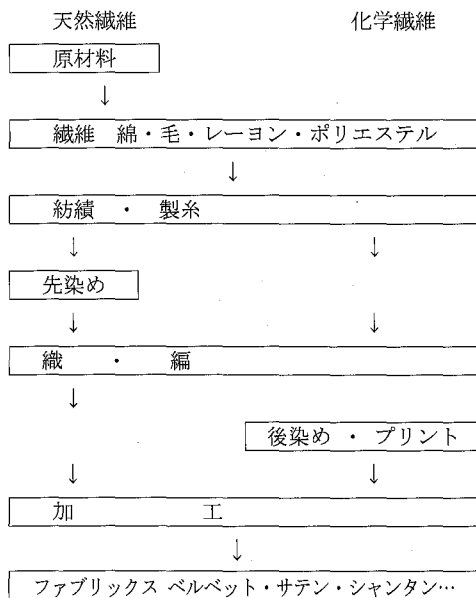 天然繊維 化学繊維
原材料
↓
繊維 綿・毛・レーヨン・ポリエステル
↓
紡績 ・ 製糸
↓ ↓
先染め
↓ ↓
織 ・ 編
↓
後染め ・ プリント
↓ ↓
加 工
↓
ファブリックス ベルベット・サテン・シャンタン…